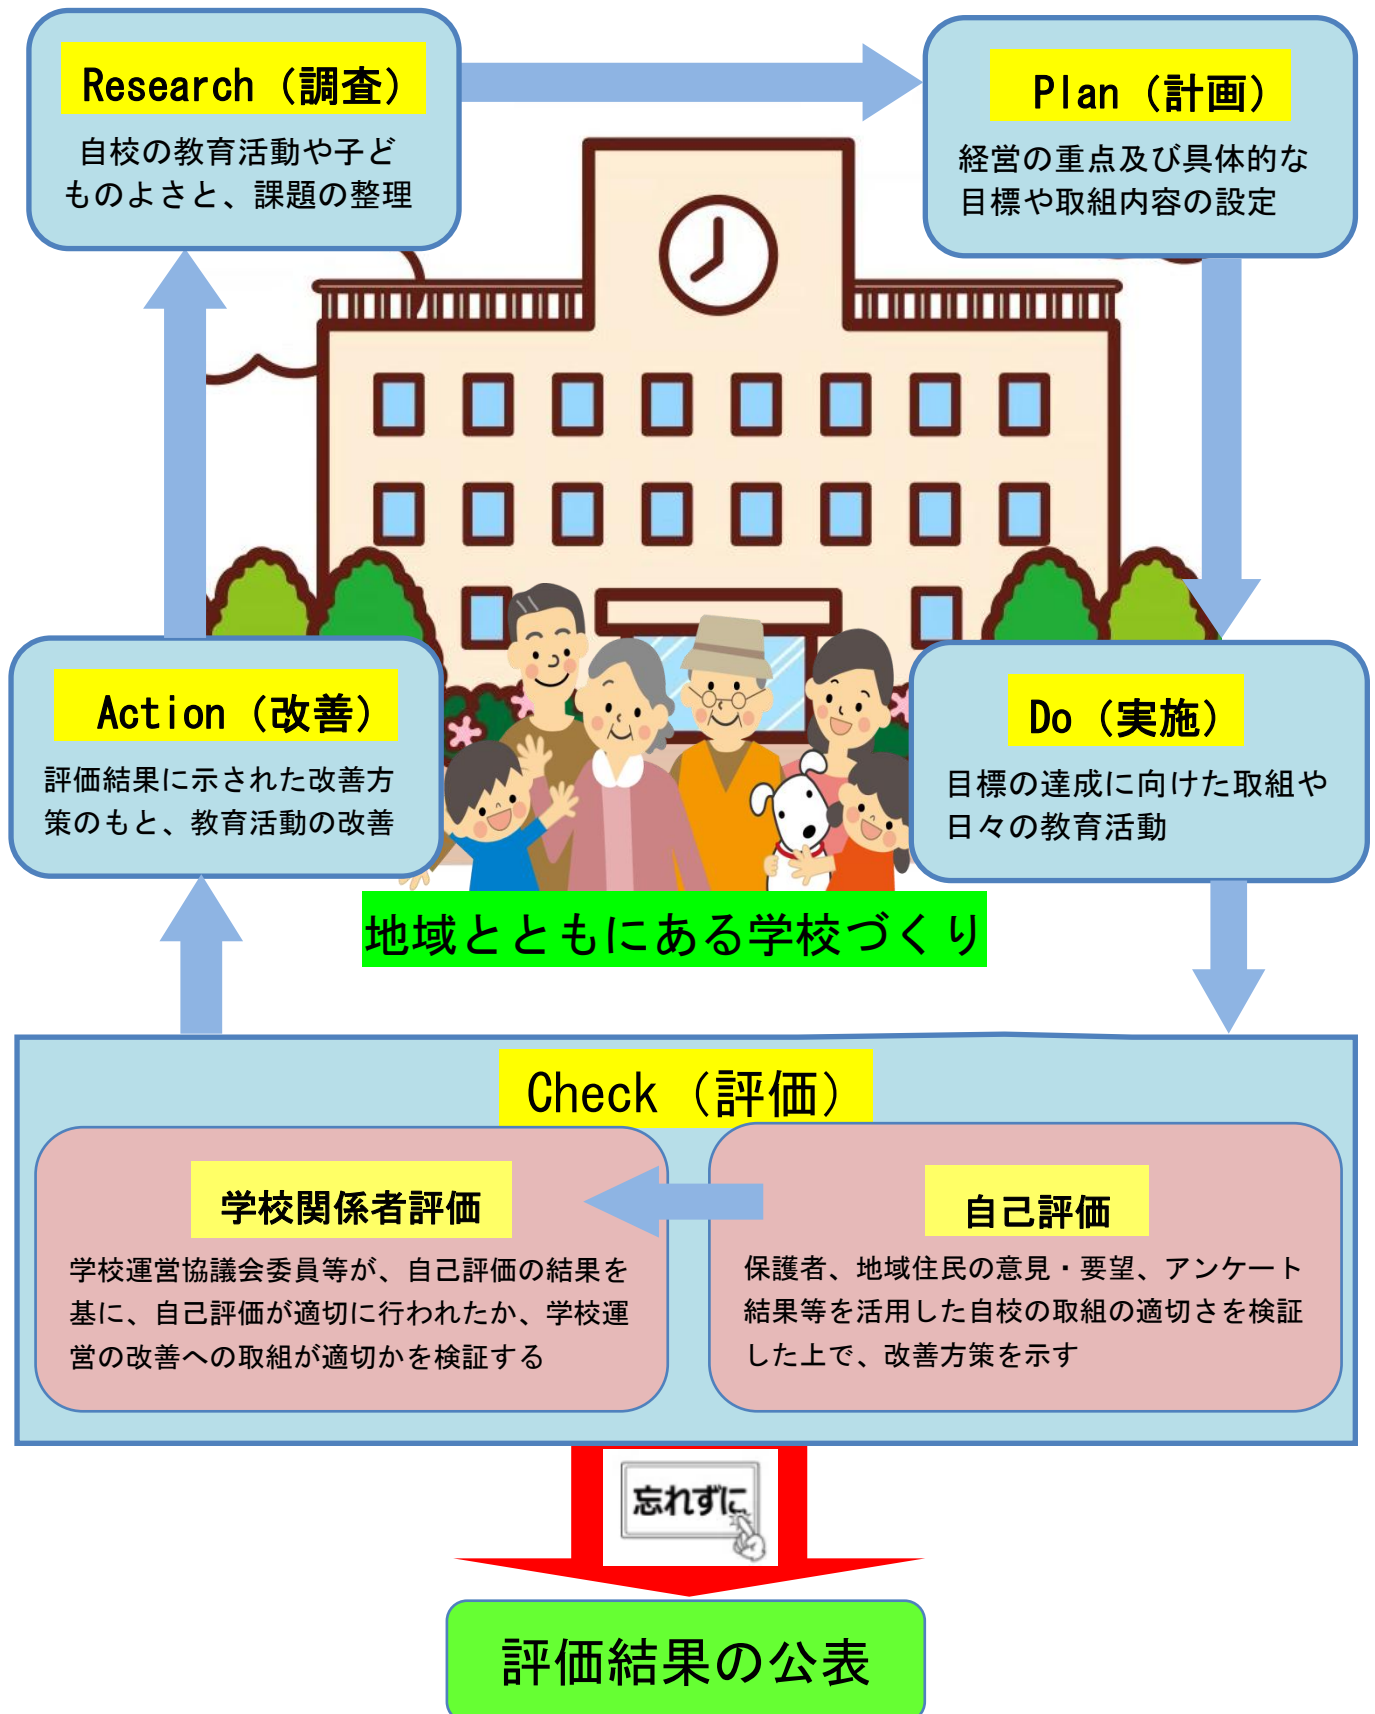 Research（調査）
自校の教育活動や子ど
ものよさと、課題の整理
Plan（計画）
経営の重点及び具体的な
目標や取組内容の設定
Action（改善）
評価結果に示された改善方
策のもと、教育活動の改善
Do（実施）
目標の達成に向けた取組や
日々の教育活動
地域とともにある学校づくり
Check（評価）
学校関係者評価
学校運営協議会委員等が、自己評価の結果を
基に、自己評価が適切に行われたか、学校運
営の改善への取組が適切かを検証する
自己評価
保護者、地域住民の意見・要望、アンケート
結果等を活用した自校の取組の適切さを検証
した上で、改善方策を示す
忘れずに
評価結果の公表